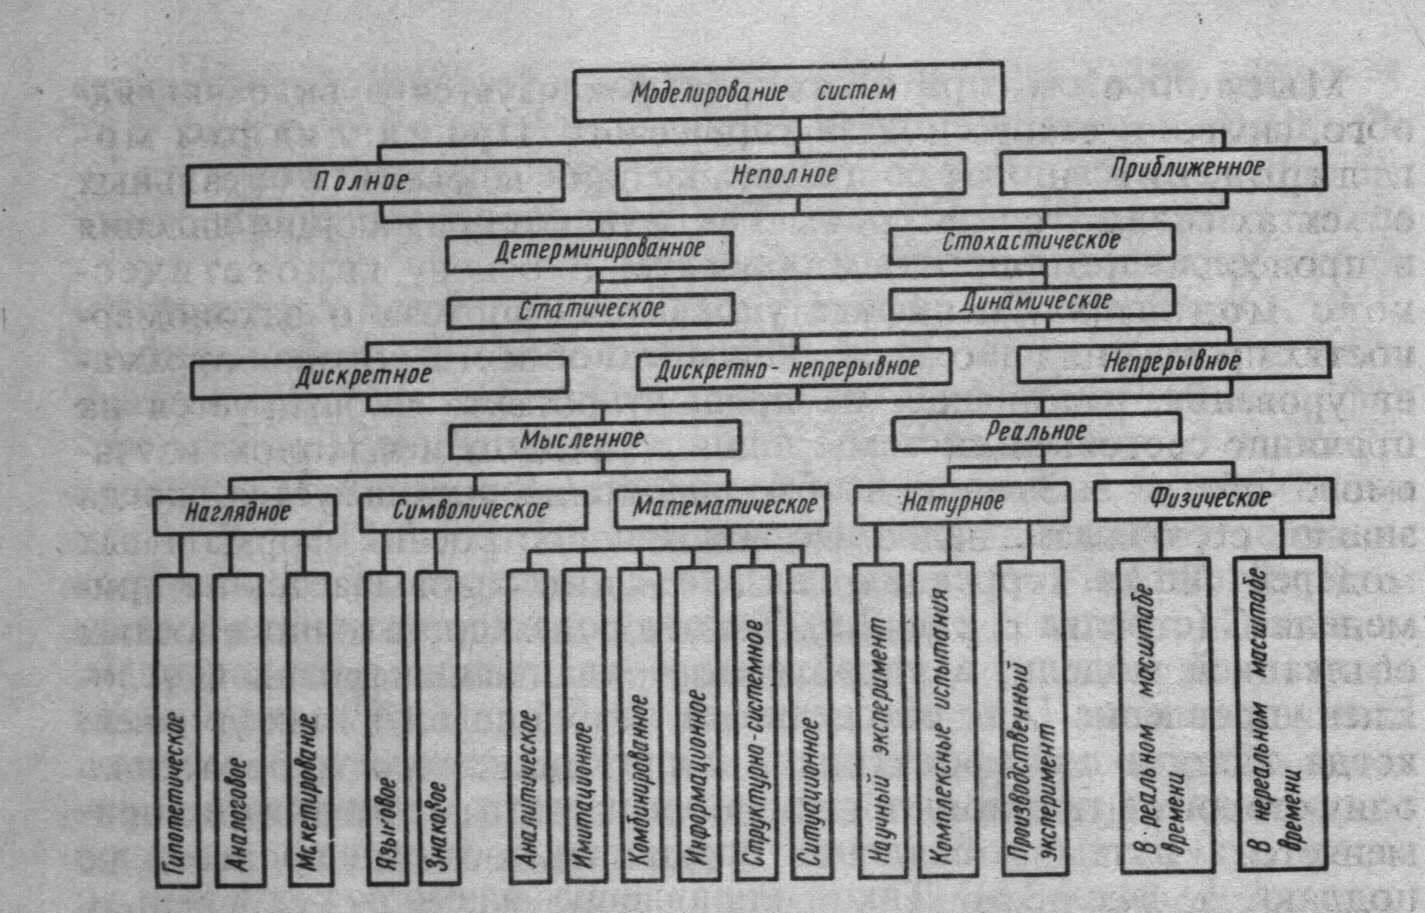 Моделирование систем
Полное
Неполное
Приближенное
Детерминированное
Стохастическое
Статическое
Динамическое
Дискретное
Дискретно-непрерывное
Непрерывное
Мысленное
Реальное
Наглядное
Символическое
Математическое
Натурное
Физическое
Гипотетическое
Аналоговое
Макетирование
Языговое
Знаковое
Аналитическое
Имитационное
Комбинированное
Информационное
Структурно-системнов
Ситуационное
Научный эксперимент
Комплексные испытания
Производственный
эксперимент
В реальном масштабе
времени
В нереальном масштабе
времени